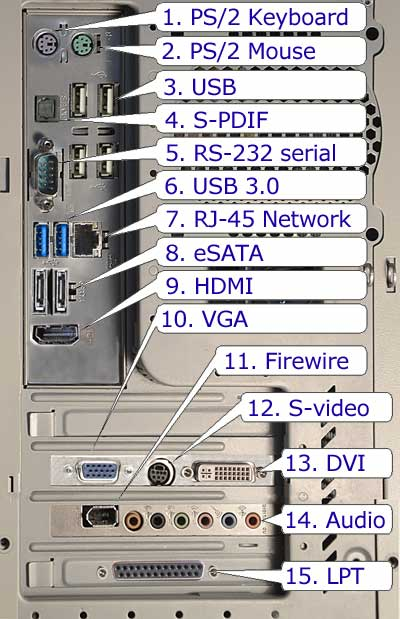 1. PS/2 Keyboard
2. PS/2 Mouse
3. USB
4. S-PDIF
5. RS-232 serial
6. USB 3.0
7. RJ-45 Network
8. eSATA
9. HDMI
10. VGA
11. Firewire
12. S-video
13. DVI
14. Audio
15. LPT